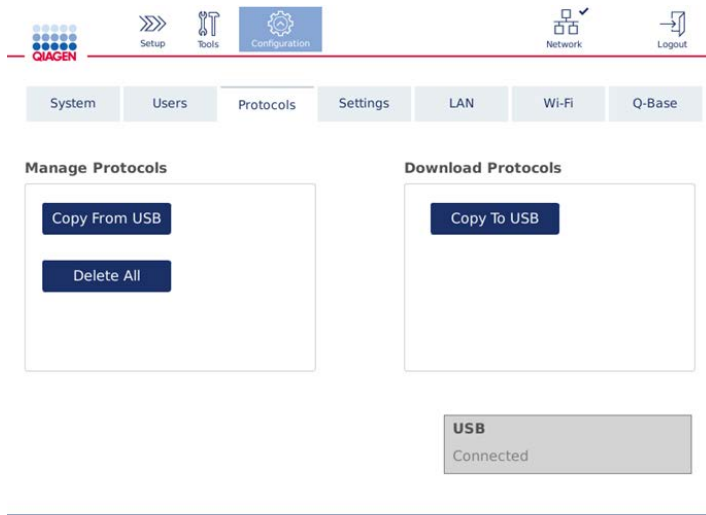 QIAGEN
Setup
Tools
Configuration
Network
Logout
System
Users
Protocols
Settings
LAN
Wi-Fi
Q-Base
Manage Protocols
Download Protocols
Copy From USB
Copy To USB
Delete All
USB
Connected